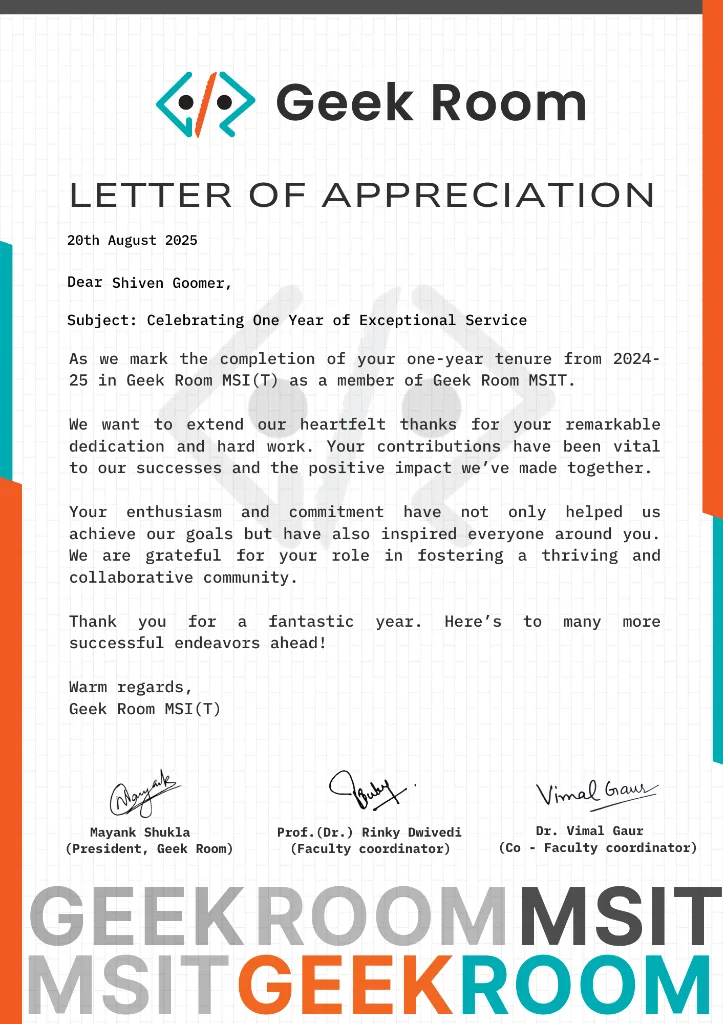 Geek Room
LETTER OF APPRECIATION
20th August 2025
Dear Shiven Goomer,
Subject: Celebrating One Year of Exceptional Service
As we mark the completion of your one-year tenure from 2024-
25 in Geek Room MSI(T) as a member of Geek Room MSIT.
We want to extend our heartfelt thanks for your remarkable
dedication and hard work. Your contributions have been vital
to our successes and the positive impact we’ve made together.
Your enthusiasm and commitment have not only helped us
achieve our goals but have also inspired everyone around you.
We are grateful for your role in fostering a thriving and
collaborative community.
Thank you for a fantastic year. Here’s to many more
successful endeavors ahead!
Warm regards,
Geek Room MSI(T)
Mayank Vimal Gaur
Mayank Shukla Prof.(Dr.) Rinky Dwivedi Dr. Vimal Gaur
(President, Geek Room) (Faculty coordinator) (Co - Faculty coordinator)
GEEKROOMMSIT
MSITGEEKROOM